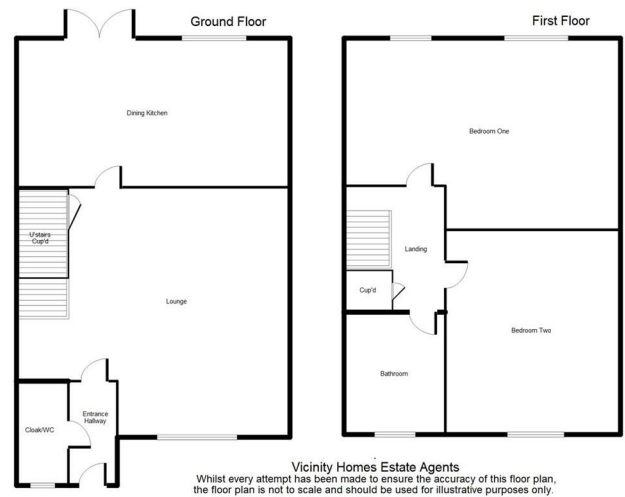 Ground Floor
First Floor
Dining Kitchen
Bedroom One
U'stairs
Cup'd
Landing
Cup'd
Lounge
Bedroom Two
Bathroom
Entrance
Hallway
Cloak/WC
Vicinity Homes Estate Agents
Whilst every attempt has been made to ensure the accuracy of this floor plan,
the floor plan is not to scale and should be used for illustrative purposes only.